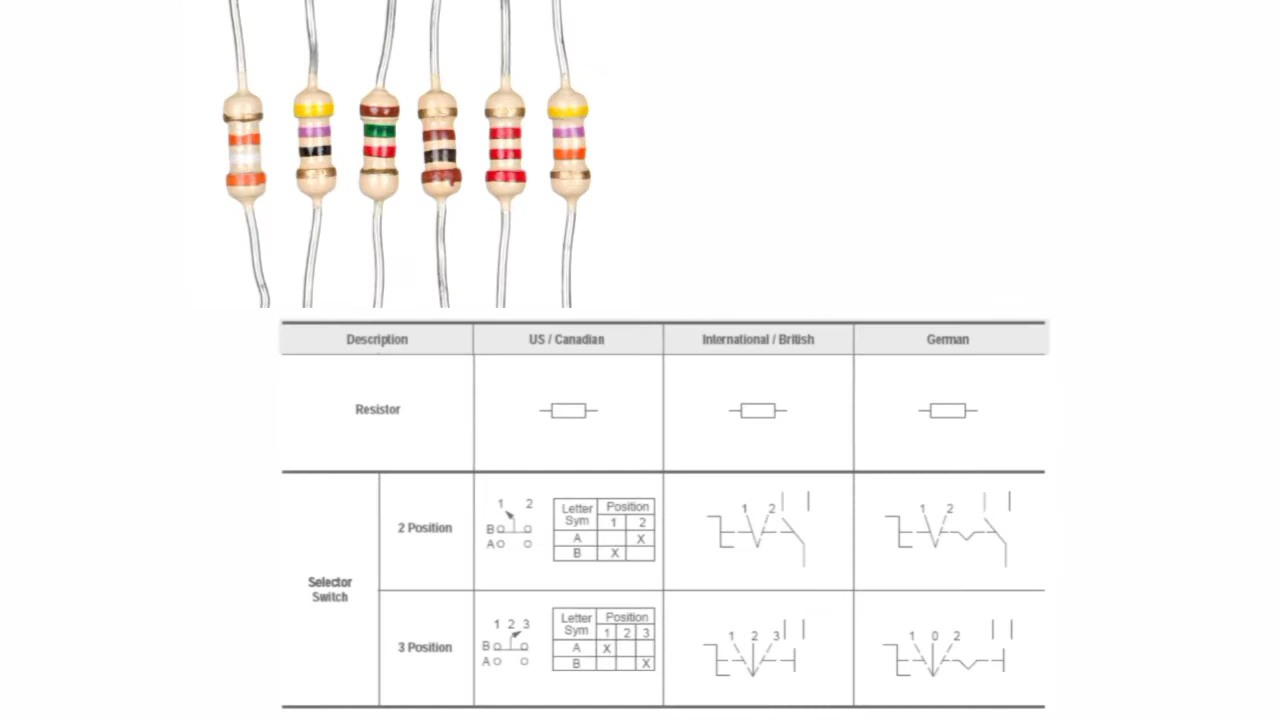 Description US / Canadian International / British German
Resistor
1 2
Letter Position
Sym 1 2
B
A
A X
B X
1 2
1 2
2 Position
Selector
Switch
1 2 3
Letter Position
Sym 1 2 3
B
A
A X
B X
1 2 3
1 0 2
3 Position